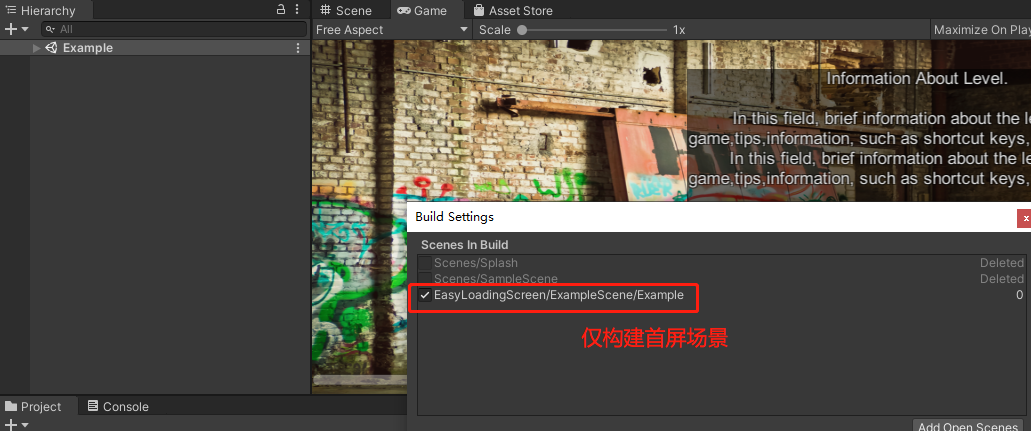 Hierarchy
Scene
Game
Asset Store
All
Free Aspect
Scale
1x
Maximize On Play
Example
Information About Level.
In this field, brief information about the le
game,tips,information, such as shortcut keys,
In this field, brief information about the le
game,tips,information, such as shortcut keys,
Build Settings
x
Scenes In Build
Scenes/Splash
Deleted
Scenes/SampleScene
Deleted
EasyLoadingScreen/ExampleScene/Example
0
仅构建首屏场景
Project
Console
Add Open Scenes